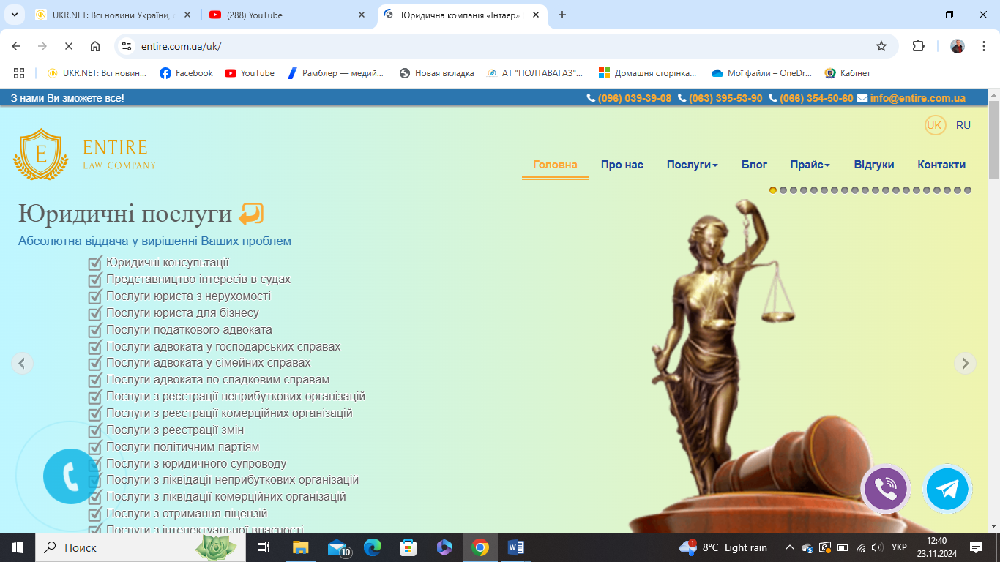 UKR.NET: Всі новини України,
(288) YouTube
Юридична компанія «Інтаєр»
entire.com.ua/uk/
UKR.NET: Всі новин...
Facebook
YouTube
Рамблер — медий...
Новая вкладка
АТ "ПОЛТАВАГАЗ"...
Домашня сторінка...
Мої файли – OneDr...
Кабінет
З нами Ви зможете все!
(096) 039-39-08 (063) 395-53-90 (066) 354-50-60 info@entire.com.ua
UK RU
E
ENTIRE
LAW COMPANY
Головна Про нас Послуги Блог Прайс Відгуки Контакти
Юридичні послуги
Абсолютна віддача у вирішенні Ваших проблем
Юридичні консультації
Представництво інтересів в судах
Послуги юриста з нерухомості
Послуги юриста для бізнесу
Послуги податкового адвоката
Послуги адвоката у господарських справах
Послуги адвоката у сімейних справах
Послуги адвоката по спадковим справам
Послуги з реєстрації неприбуткових організацій
Послуги з реєстрації комерційних організацій
Послуги з реєстрації змін
Послуги політичним партіям
Послуги з юридичного супроводу
Послуги з ліквідації неприбуткових організацій
Послуги з ліквідації комерційних організацій
Послуги з отримання ліцензій
Послуги з інтелектуальної власності
Поиск
10
1
8°C Light rain
УКР
12:40
23.11.2024